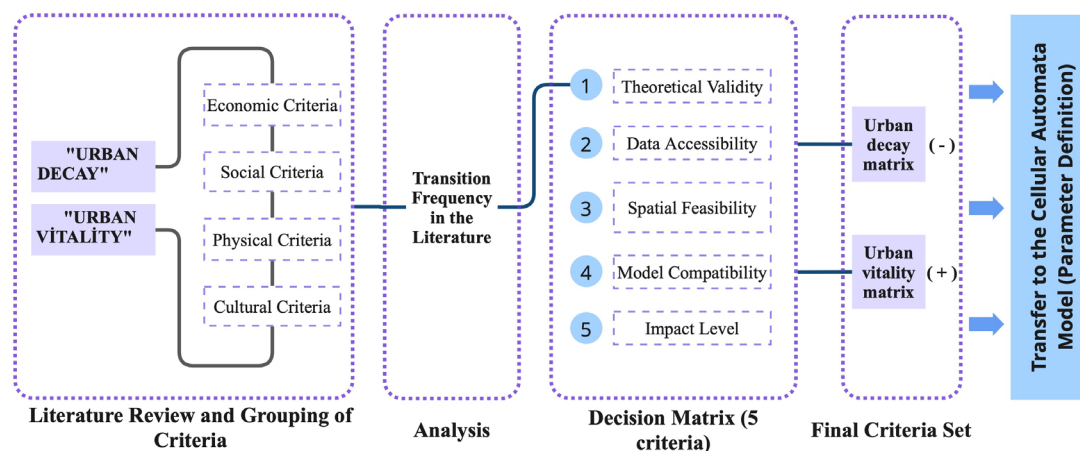 "URBAN
DECAY"
"URBAN
VİTALİTY"
Economic Criteria
Social Criteria
Physical Criteria
Cultural Criteria
Literature Review and Grouping of
Criteria
Transition
Frequency
in the
Literature
Analysis
1 Theoretical Validity
2 Data Accessibility
3 Spatial Feasibility
4 Model Compatibility
5 Impact Level
Decision Matrix (5
criteria)
Urban
decay
matrix
(-)
Urban
vitality
matrix
(+)
Final Criteria Set
Transfer to the Cellular Automata
Model (Parameter Definition)